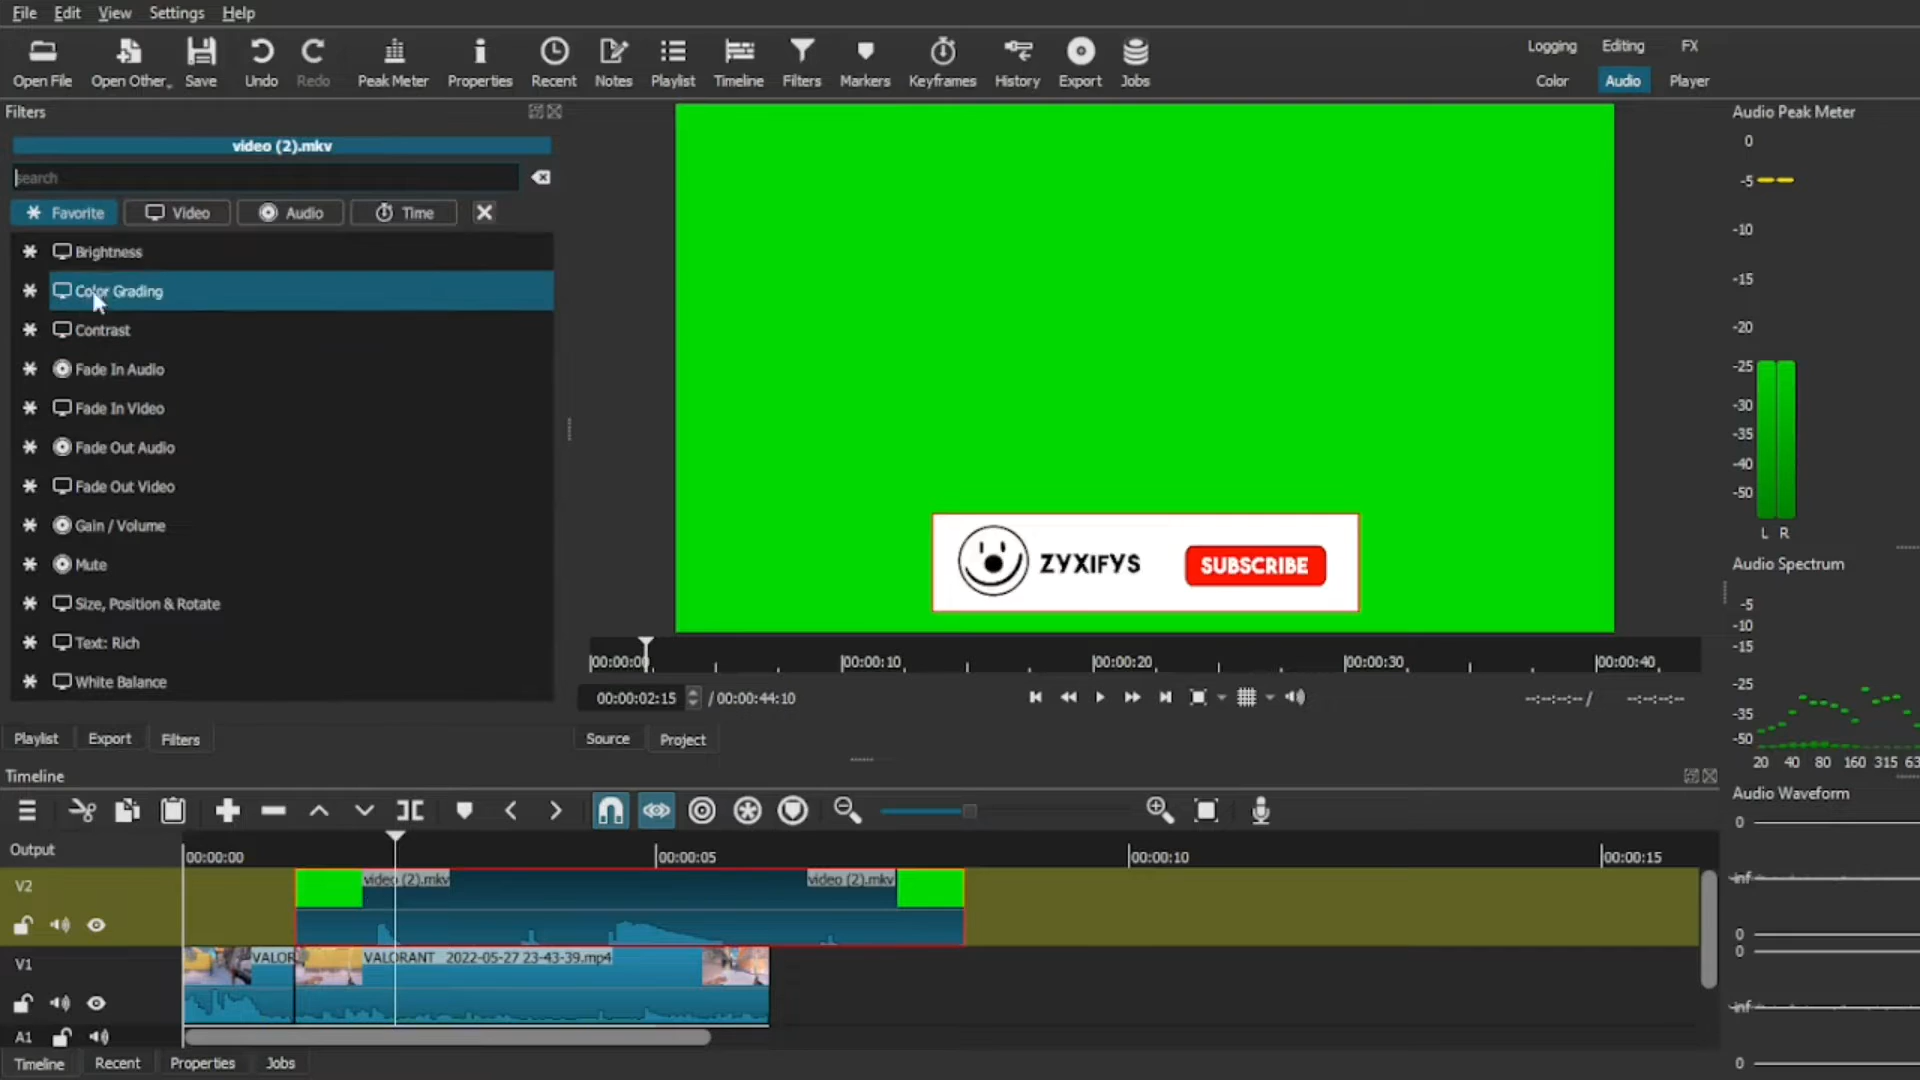 File Edit View Settings Help
Open File Open Other... Save Undo Redo Peak Meter Properties Recent Notes Playlist Timeline Filters Markers Keyframes History Export Jobs
Logging Editing FX
Color Audio Player
Filters
video (2).mkv
search
Favorite Video Audio Time
Brightness
Color Grading
Contrast
Fade In Audio
Fade In Video
Fade Out Audio
Fade Out Video
Gain / Volume
Mute
Size, Position & Rotate
Text: Rich
White Balance
Playlist Export Filters
ZYXIFYS SUBSCRIBE
00:00:00 00:00:10 00:00:20 00:00:30 00:00:40
00:00:02:15 / 00:00:44:10 --:--:--:-- / --:--:--:--
Source Project
Audio Peak Meter
0
-5
-10
-15
-20
-25
-30
-35
-40
-50
L R
Audio Spectrum
-5
-10
-15
-25
-35
-50
20 40 80 160 315 63
Audio Waveform
0
-inf
0
0
-inf
0
Timeline
Output
00:00:00 00:00:05 00:00:10 00:00:15
V2
video (2).mkv video (2).mkv
V1
VALOR VALORANT 2022-05-27 23-43-39.mp4
A1
Timeline Recent Properties Jobs